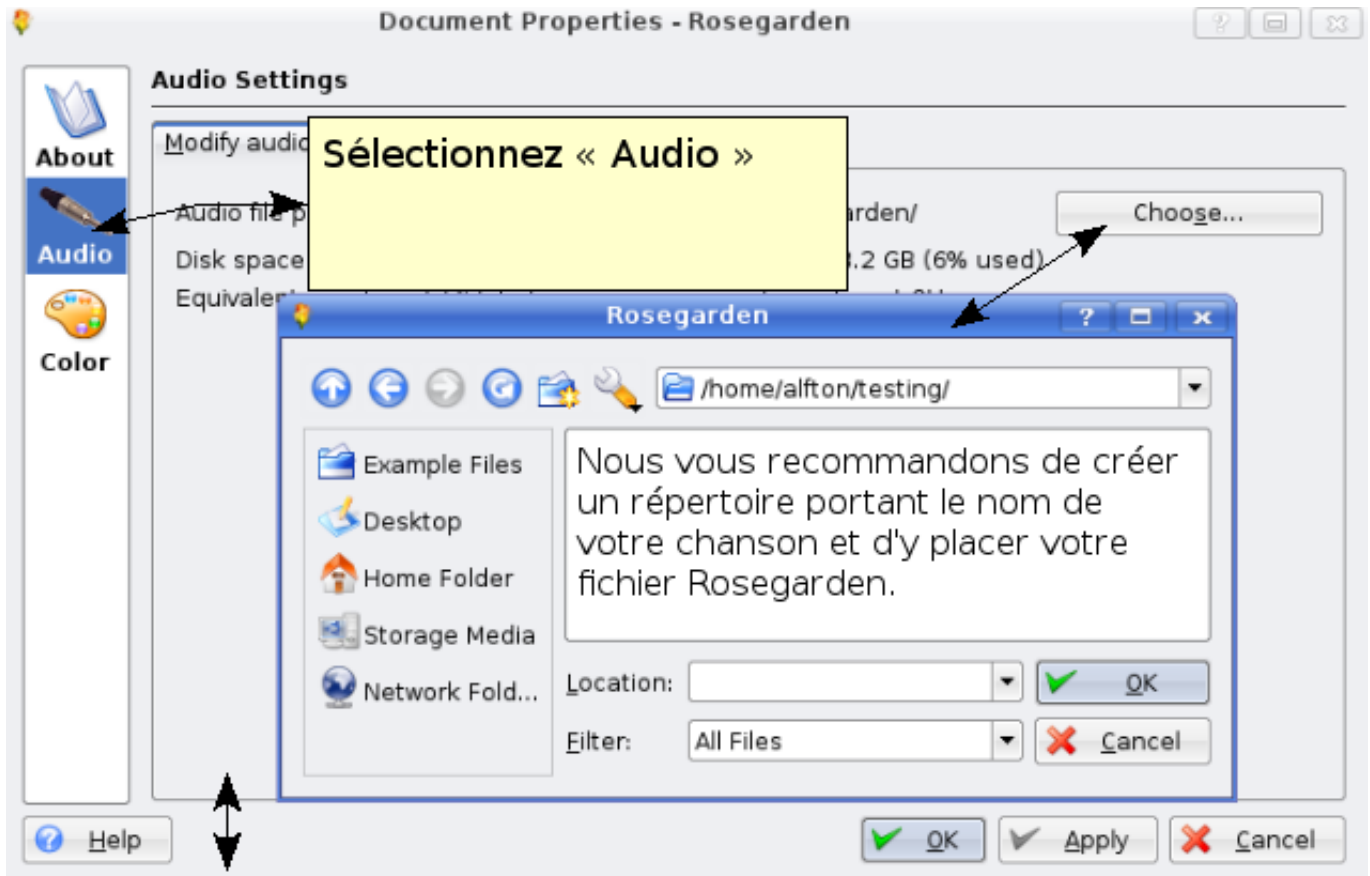 Document Properties - Rosegarden
Audio Settings
About
Audio
Color
Modify audio
Sélectionnez « Audio »
Audio file
arden/
Choose...
Disk space
.2 GB (6% used)
Rosegarden
/home/alfton/testing/
Example Files
Desktop
Home Folder
Storage Media
Network Fold...
Nous vous recommandons de créer
un répertoire portant le nom de
votre chanson et d'y placer votre
fichier Rosegarden.
Location:
OK
Filter:
All Files
Cancel
Help
OK
Apply
Cancel